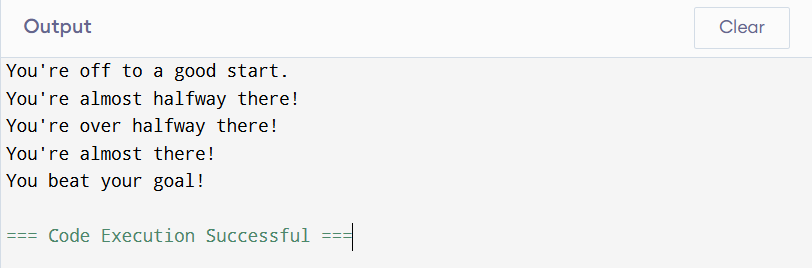 Output
Clear
You're off to a good start.
You're almost halfway there!
You're over halfway there!
You're almost there!
You beat your goal!
=== Code Execution Successful ===